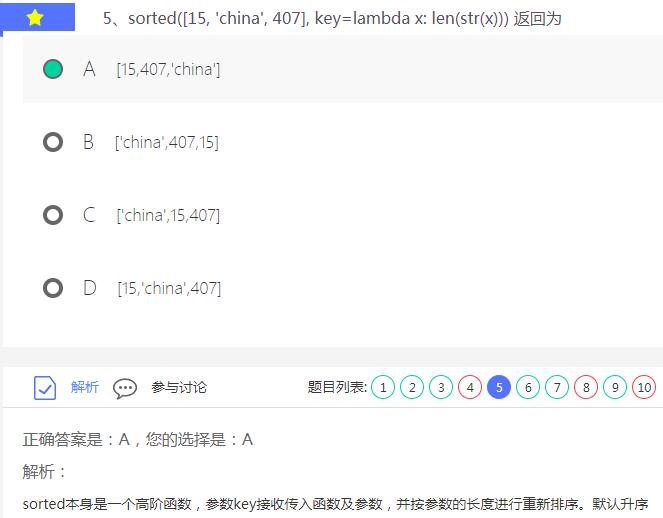 5、sorted([15, 'china', 407], key=lambda x: len(str(x))) 返回为
A [15,407,'china']
B ['china',407,15]
C ['china',15,407]
D [15,'china',407]
解析 参与讨论 题目列表: 1 2 3 4 5 6 7 8 9 10
正确答案是：A，您的选择是：A
解析：
sorted本身是一个高阶函数，参数key接收传入函数及参数，并按参数的长度进行重新排序。默认升序